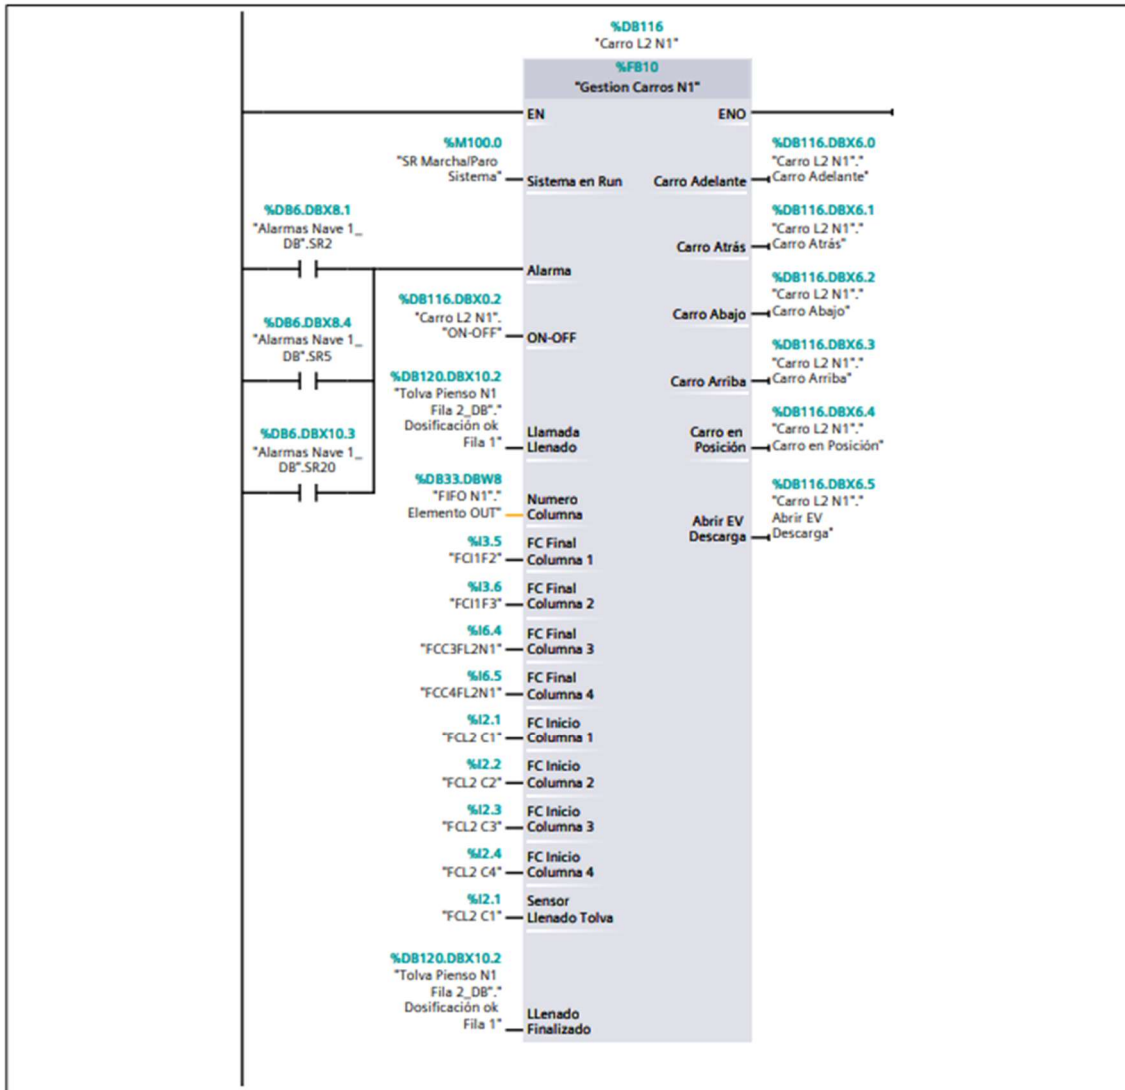 %DB116
"Carro L2 N1"
%FB10
"Gestion Carros N1"
EN
ENO
%M100.0
"SR Marcha/Paro
Sistema"
Sistema en Run
Carro Adelante
%DB116.DBX6.0
"Carro L2 N1"."
Carro Adelante"
%DB6.DBX8.1
"Alarmas Nave 1_
DB".SR2
Alarma
Carro Atrás
%DB116.DBX6.1
"Carro L2 N1"."
Carro Atrás"
%DB116.DBX0.2
"Carro L2 N1".
"ON-OFF"
ON-OFF
Carro Abajo
%DB116.DBX6.2
"Carro L2 N1"."
Carro Abajo"
%DB6.DBX8.4
"Alarmas Nave 1_
DB".SR5
Carro Arriba
%DB116.DBX6.3
"Carro L2 N1"."
Carro Arriba"
%DB120.DBX10.2
"Tolva Pienso N1
Fila 2_DB"."
Dosificación ok
Fila 1"
Llamada
Llenado
Carro en
Posición
%DB116.DBX6.4
"Carro L2 N1"."
Carro en Posición"
%DB6.DBX10.3
"Alarmas Nave 1_
DB".SR20
%DB33.DBW8
"FIFO N1"."
Elemento OUT"
Numero
Columna
Abrir EV
Descarga
%DB116.DBX6.5
"Carro L2 N1"."
Abrir EV
Descarga"
%I3.5
"FCI1F2"
FC Final
Columna 1
%I3.6
"FCI1F3"
FC Final
Columna 2
%I6.4
"FCC3FL2N1"
FC Final
Columna 3
%I6.5
"FCC4FL2N1"
FC Final
Columna 4
%I2.1
"FCL2 C1"
FC Inicio
Columna 1
%I2.2
"FCL2 C2"
FC Inicio
Columna 2
%I2.3
"FCL2 C3"
FC Inicio
Columna 3
%I2.4
"FCL2 C4"
FC Inicio
Columna 4
%I2.1
"FCL2 C1"
Sensor
Llenado Tolva
%DB120.DBX10.2
"Tolva Pienso N1
Fila 2_DB"."
Dosificación ok
Fila 1"
LLenado
Finalizado